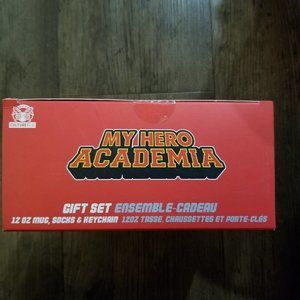 MY HERO
ACADEMIA
GIFT SET ENSEMBLE-CADEAU
12 OZ MUG, SOCKS & KEYCHAIN 12OZ TASSE, CHAUSSETTES ET PORTE-CLÉS